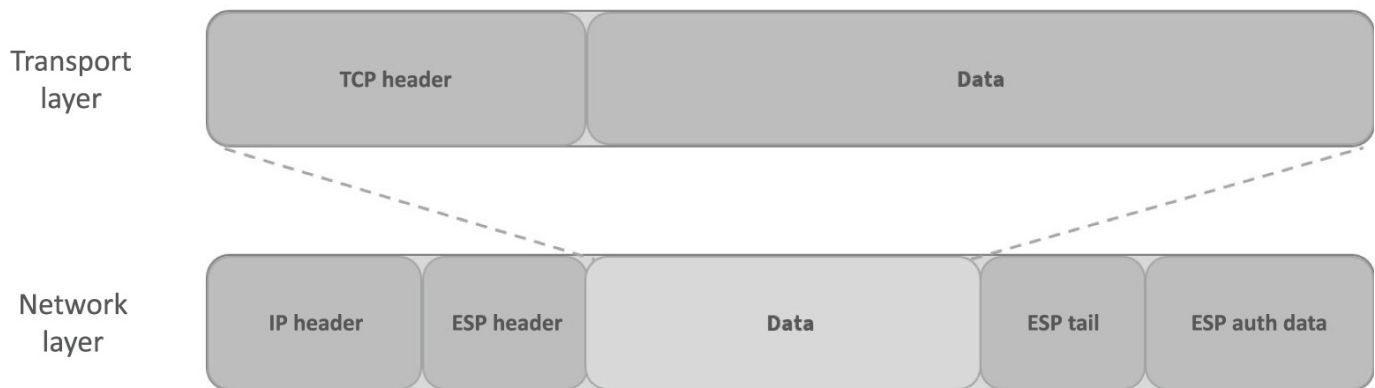 Transport
layer
TCP header
Data
Network
layer
IP header
ESP header
Data
ESP tail
ESP auth data